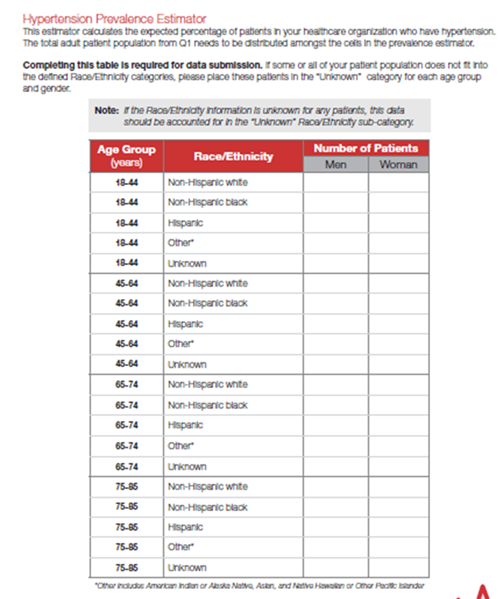 Hypertension Prevalence Estimator
This estimator calculates the expected percentage of patients in your healthcare organization who have hypertension.
The total adult patient population from Q1 needs to be distributed amongst the cells in the prevalence estimator.
Completing this table is required for data submission. If some or all of your patient population does not fit into
the defined Race/Ethnicity categories, please place these patients in the "Unknown" category for each age group
and gender.
Note: If the Race/Ethnicity information is unknown for any patients, this data
should be accounted for in the "Unknown" Race/Ethnicity sub-category.
Age Group (years) Race/Ethnicity Number of Patients
Men Woman
18-44 Non-Hispanic white
18-44 Non-Hispanic black
18-44 Hispanic
18-44 Other*
18-44 Unknown
45-64 Non-Hispanic white
45-64 Non-Hispanic black
45-64 Hispanic
45-64 Other*
45-64 Unknown
65-74 Non-Hispanic white
65-74 Non-Hispanic black
65-74 Hispanic
65-74 Other*
65-74 Unknown
75-85 Non-Hispanic white
75-85 Non-Hispanic black
75-85 Hispanic
75-85 Other*
75-85 Unknown
*Other includes American Indian or Alaska Native, Asian, and Native Hawaiian or Other Pacific Islander